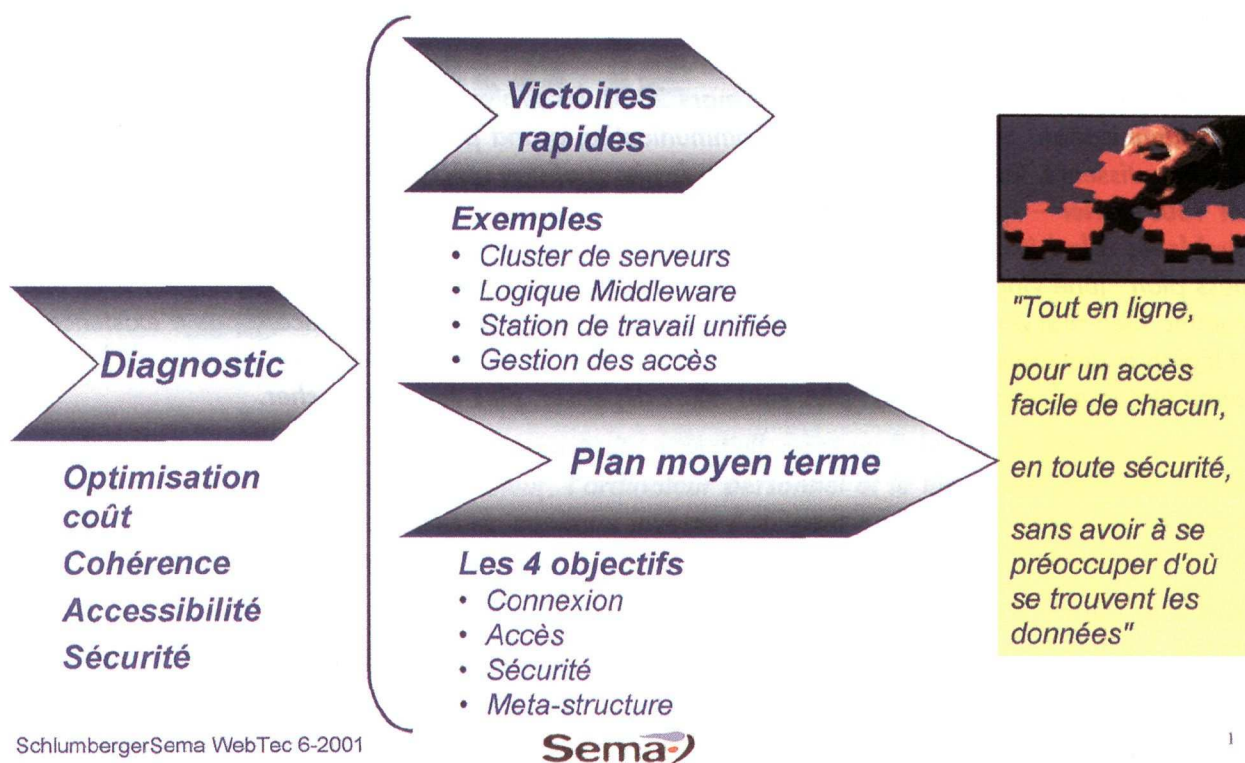 Victoires
rapides
Exemples
• Cluster de serveurs
• Logique Middleware
• Station de travail unifiée
• Gestion des accès
Diagnostic
Optimisation
coût
Cohérence
Accessibilité
Sécurité
Plan moyen terme
Les 4 objectifs
• Connexion
• Accès
• Sécurité
• Meta-structure
"Tout en ligne,
pour un accès
facile de chacun,
en toute sécurité,
sans avoir à se
préoccuper d'où
se trouvent les
données"
SchlumbergerSema WebTec 6-2001
Sema
1